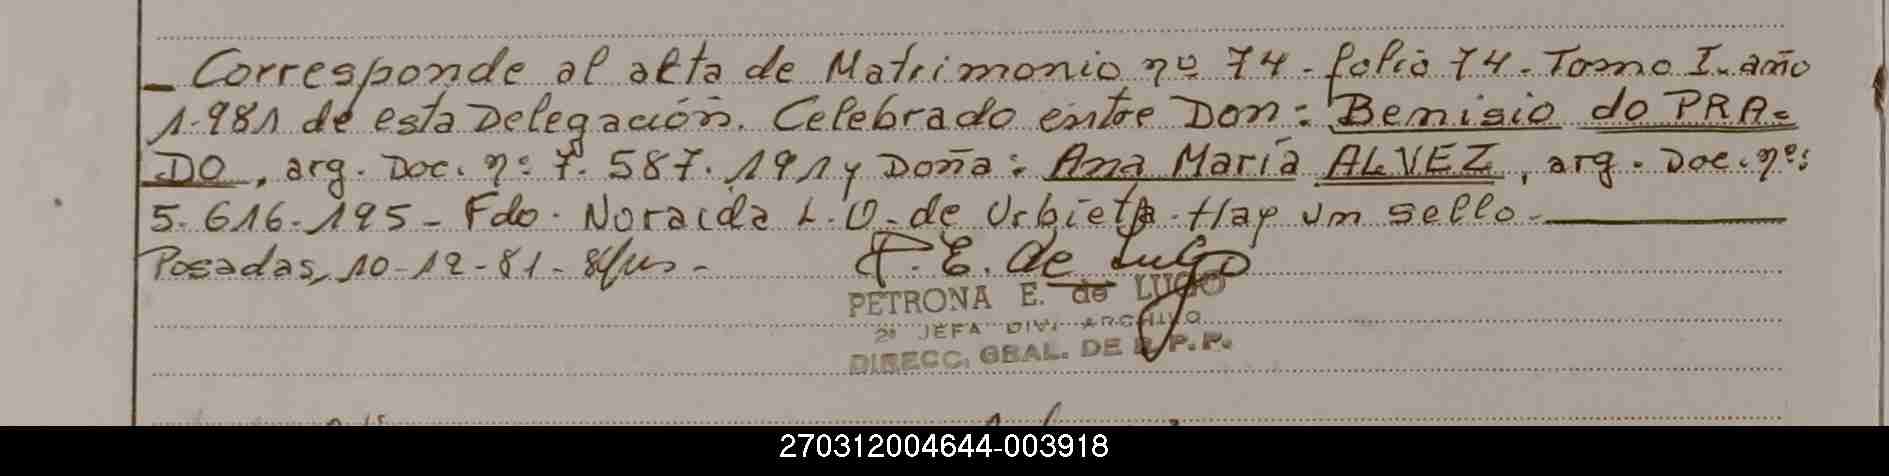 - Corresponde al alta de Matrimonio nº 74 - folio 74 - Tomo I - año
1.981 de esta Delegación. Celebrado entre Don: Bemisio do PRA=
DO, arg. Doc. nº 7.587.191 y Doña: Ana María ALVEZ, arg. Doc. nº:
5.616.195 - Fdo. Noraida L. O. de Urbieta - Hay un sello -
Posadas, 10-12-81 -
P. E. de Lugo
PETRONA E. de LUGO
2ª JEFA DIV. ARCHIVO
DIRECC. GRAL. DE R.P.P.
270312004644-003918